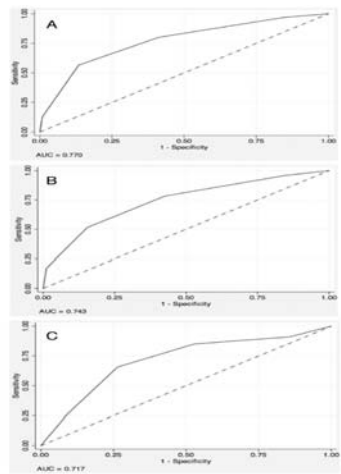 A
Sensitivity
0.00 0.25 0.50 0.75 1.00
0.00 0.25 0.50 0.75 1.00
1 - Specificity
AUC = 0.770
B
Sensitivity
0.00 0.25 0.50 0.75 1.00
0.00 0.25 0.50 0.75 1.00
1 - Specificity
AUC = 0.743
C
Sensitivity
0.00 0.25 0.50 0.75 1.00
0.00 0.25 0.50 0.75 1.00
1 - Specificity
AUC = 0.717